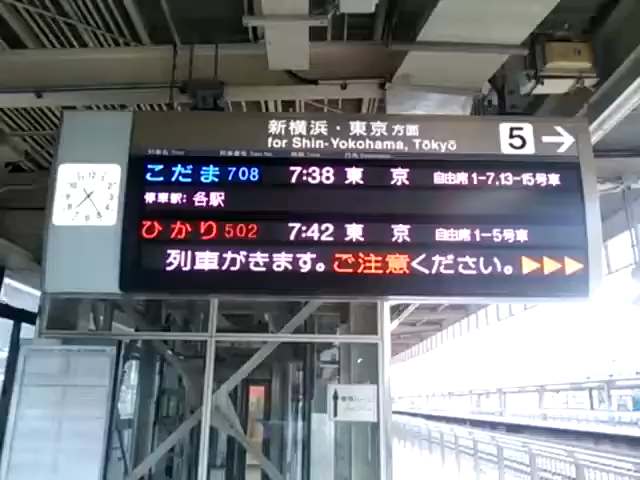 新横浜・東京方面
for Shin-Yokohama, Tōkyō
5
こだま 708 7:38 東 京 自由席1-7,13-15号車
停車駅：各駅
ひかり 502 7:42 東 京 自由席1-5号車
列車がきます。ご注意ください。